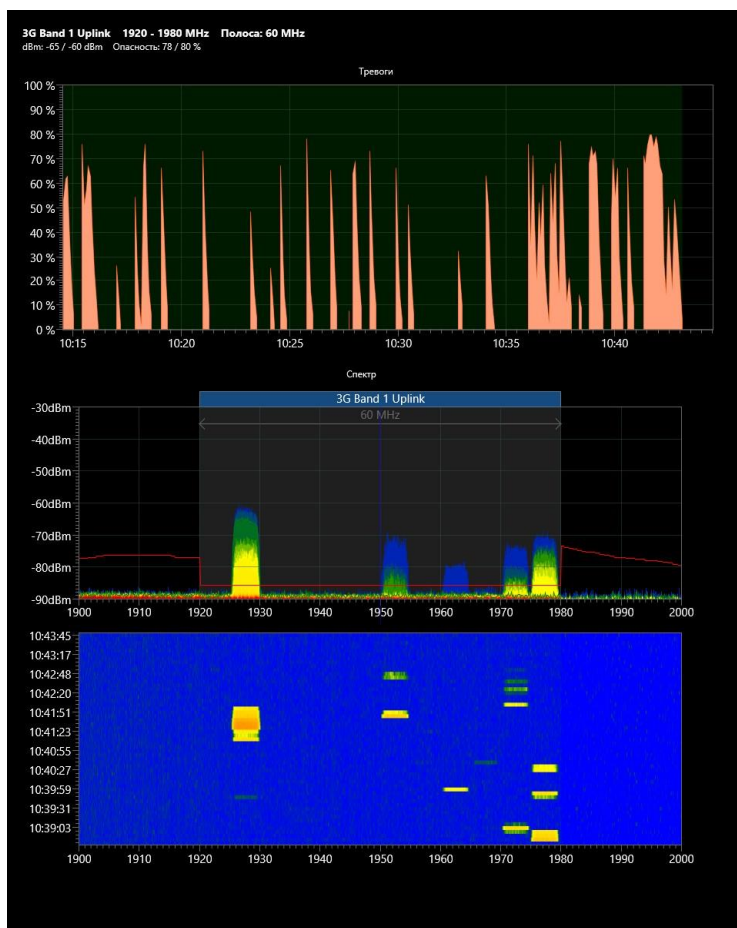 3G Band 1 Uplink 1920 - 1980 MHz Полоса: 60 MHz
dBm: -65 / -60 dBm Опасность: 78 / 80 %
Тревоги
100 %
90 %
80 %
70 %
60 %
50 %
40 %
30 %
20 %
10 %
0 %
10:15 10:20 10:25 10:30 10:35 10:40
Спектр
3G Band 1 Uplink
60 MHz
-30dBm
-40dBm
-50dBm
-60dBm
-70dBm
-80dBm
-90dBm
1900 1910 1920 1930 1940 1950 1960 1970 1980 1990 2000
10:43:45
10:43:17
10:42:48
10:42:20
10:41:51
10:41:23
10:40:55
10:40:27
10:39:59
10:39:31
10:39:03
1900 1910 1920 1930 1940 1950 1960 1970 1980 1990 2000